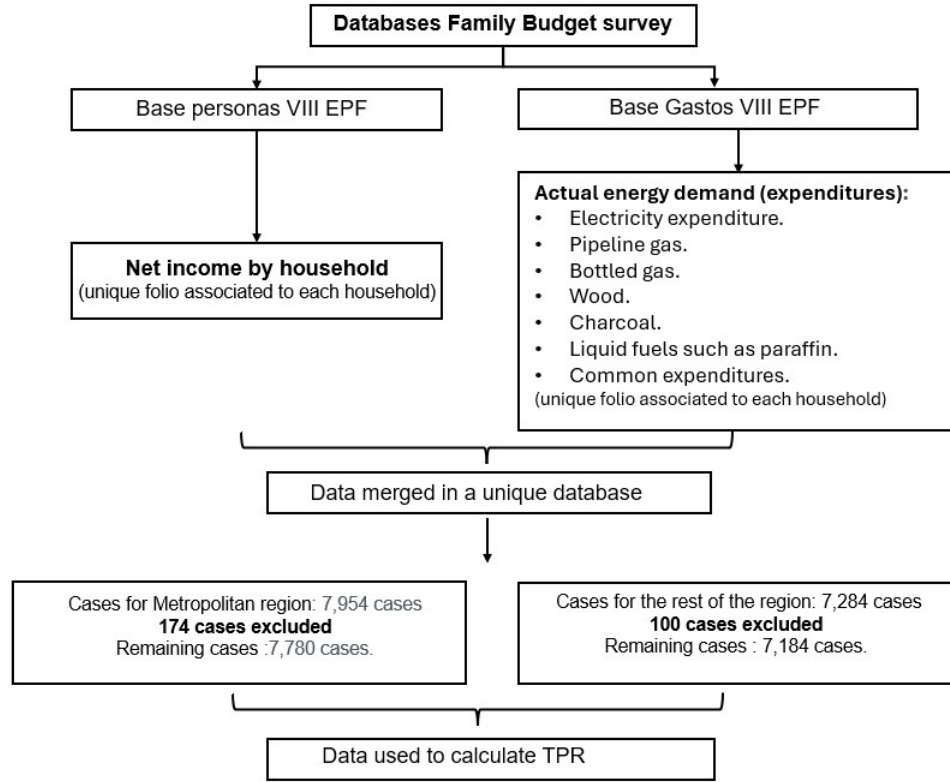 Databases Family Budget survey
Base personas VIII EPF
Base Gastos VIII EPF
Net income by household
(unique folio associated to each household)
Actual energy demand (expenditures):
• Electricity expenditure.
• Pipeline gas.
• Bottled gas.
• Wood.
• Charcoal.
• Liquid fuels such as paraffin.
• Common expenditures.
(unique folio associated to each household)
Data merged in a unique database
Cases for Metropolitan region: 7,954 cases
174 cases excluded
Remaining cases :7,780 cases.
Cases for the rest of the region: 7,284 cases
100 cases excluded
Remaining cases : 7,184 cases.
Data used to calculate TPR